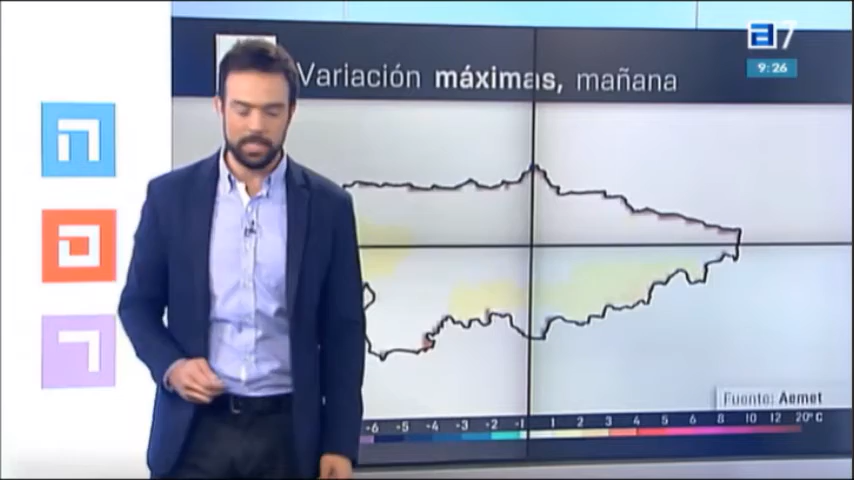 a7
9:26
Variación máximas, mañana
Fuente: Aemet
-6 -5 -4 -3 -2 -1 1 2 3 4 5 6 8 10 12 20º C